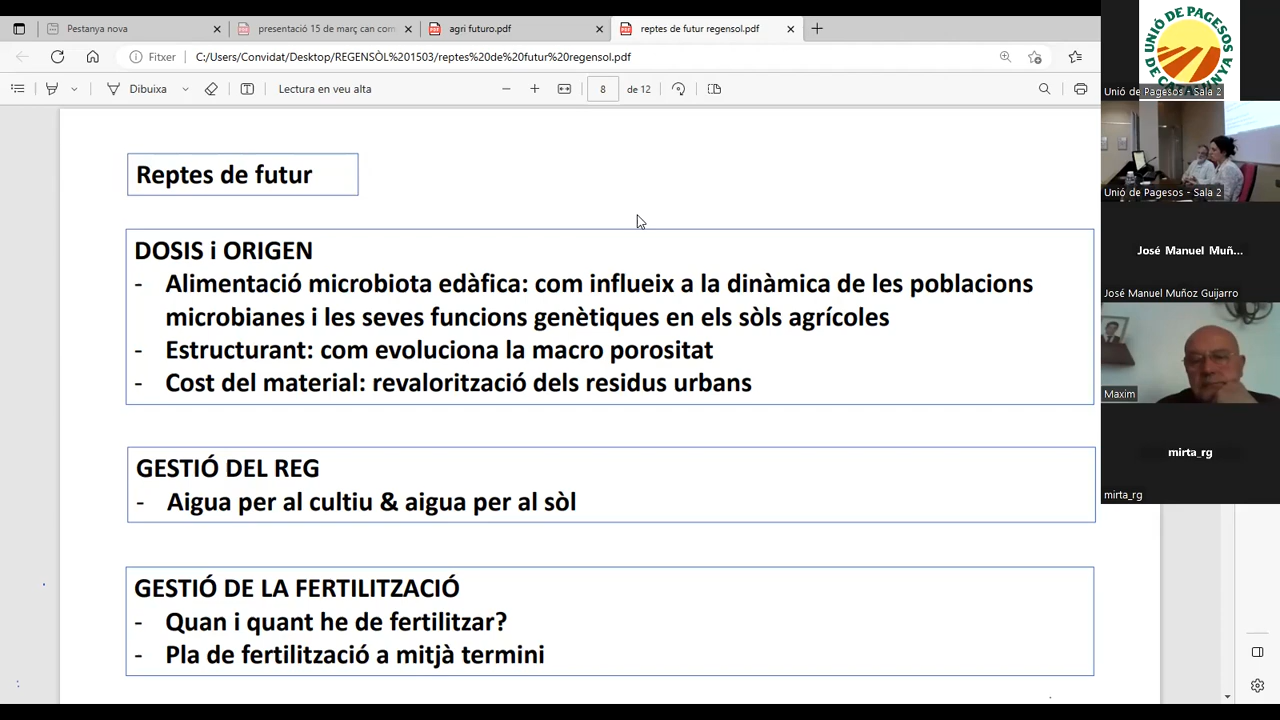 Pestanya nova
presentació 15 de març can com
agri futuro.pdf
reptes de futur regensol.pdf
Fitxer
C:/Users/Convidat/Desktop/REGENSÒL%201503/reptes%20de%20futur%20regensol.pdf
Dibuixa
Lectura en veu alta
8
de 12
Reptes de futur
DOSIS i ORIGEN
- Alimentació microbiota edàfica: com influeix a la dinàmica de les poblacions
microbianes i les seves funcions genètiques en els sòls agrícoles
- Estructurant: com evoluciona la macro porositat
- Cost del material: revalorització dels residus urbans
GESTIÓ DEL REG
- Aigua per al cultiu & aigua per al sòl
GESTIÓ DE LA FERTILITZACIÓ
- Quan i quant he de fertilitzar?
- Pla de fertilització a mitjà termini
UNIÓ DE PAGESOS
DE CATALUNYA
Unió de Pagesos - Sala 2
Unió de Pagesos - Sala 2
José Manuel Muñ...
José Manuel Muñoz Guijarro
Maxim
mirta_rg
mirta_rg